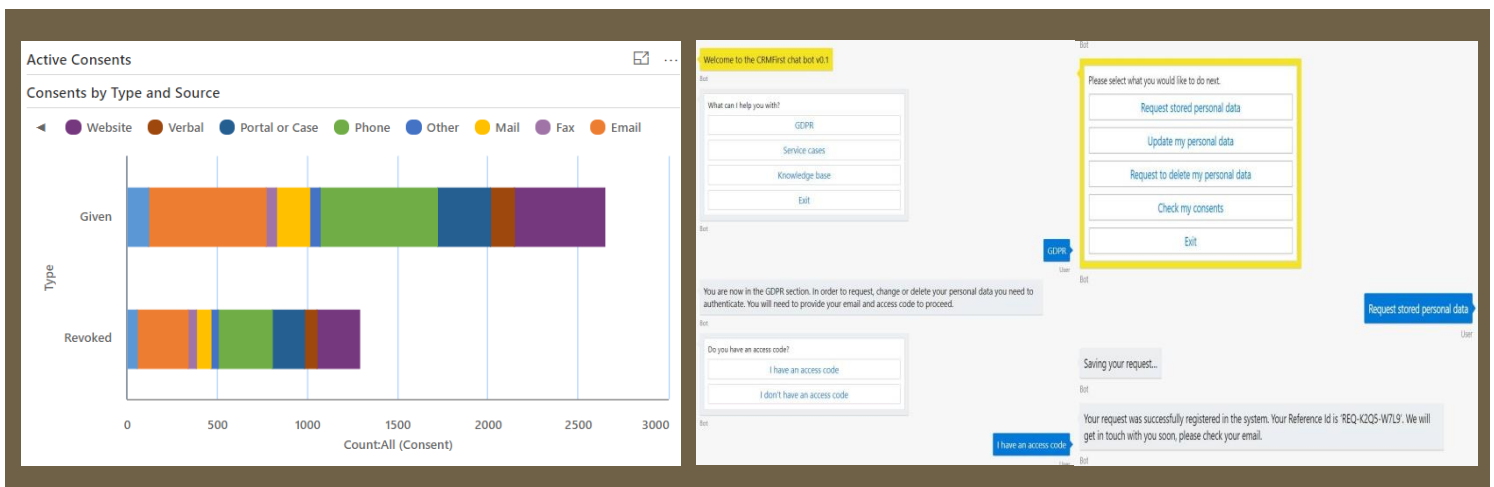 Active Consents
...
Consents by Type and Source
Website Verbal Portal or Case Phone Other Mail Fax Email
Given
Revoked
Type
0 500 1000 1500 2000 2500 3000
Count:All (Consent)
Welcome to the CRMFirst chat bot v0.1
Bot
What can I help you with?
GDPR
Service cases
Knowledge base
Exit
Bot
GDPR
User
You are now in the GDPR section. In order to request, change or delete your personal data you need to
authenticate. You will need to provide your email and access code to proceed.
Bot
Do you have an access code?
I have an access code
I don't have an access code
Bot
I have an access code
User
Bot
Please select what you would like to do next.
Request stored personal data
Update my personal data
Request to delete my personal data
Check my consents
Exit
Bot
Request stored personal data
User
Saving your request...
Bot
Your request was successfully registered in the system. Your Reference Id is 'REQ-K2Q5-W7L9'. We will
get in touch with you soon, please check your email.
Bot